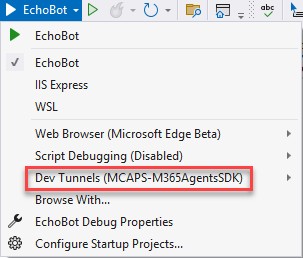 EchoBot
abc
EchoBot
EchoBot
IIS Express
WSL
Web Browser (Microsoft Edge Beta)
Script Debugging (Disabled)
Dev Tunnels (MCAPS-M365AgentsSDK)
Browse With...
EchoBot Debug Properties
Configure Startup Projects...